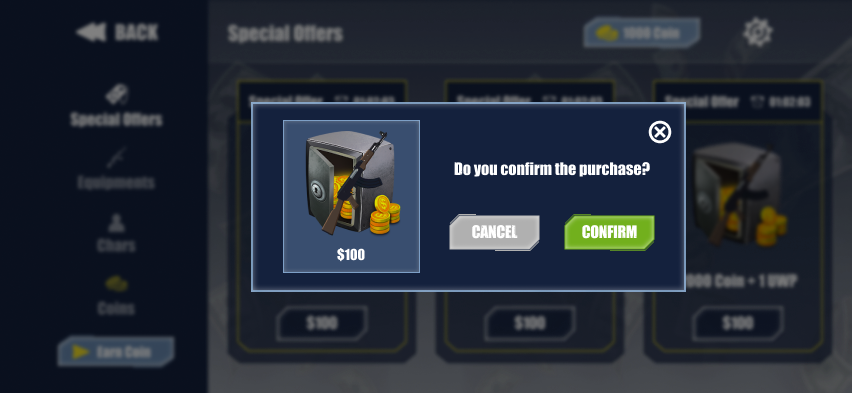 BACK
Special Offers
1000 Coin
Special Offers
Equipments
Chars
Coins
Earn Coin
Special Offer
Special Offer
Special Offer 01:02:03
Do you confirm the purchase?
CANCEL
CONFIRM
$100
000 Coin + 1 UWP
$100
$100
$100